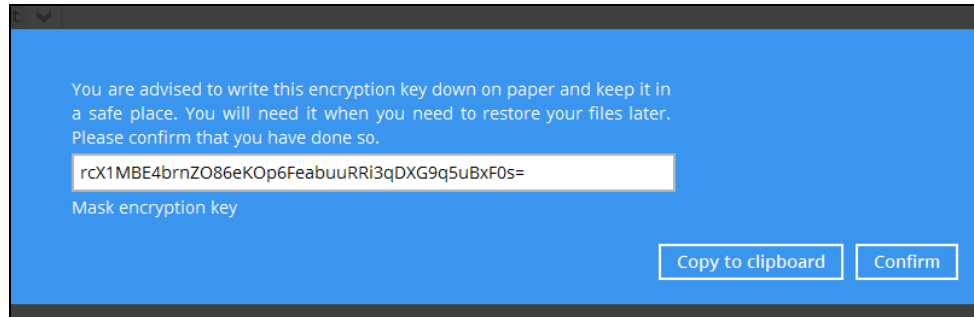 t
You are advised to write this encryption key down on paper and keep it in
a safe place. You will need it when you need to restore your files later.
Please confirm that you have done so.
rcX1MBE4brnZO86eKOp6FeabuuRRi3qDXG9q5uBxF0s=
Mask encryption key
Copy to clipboard Confirm